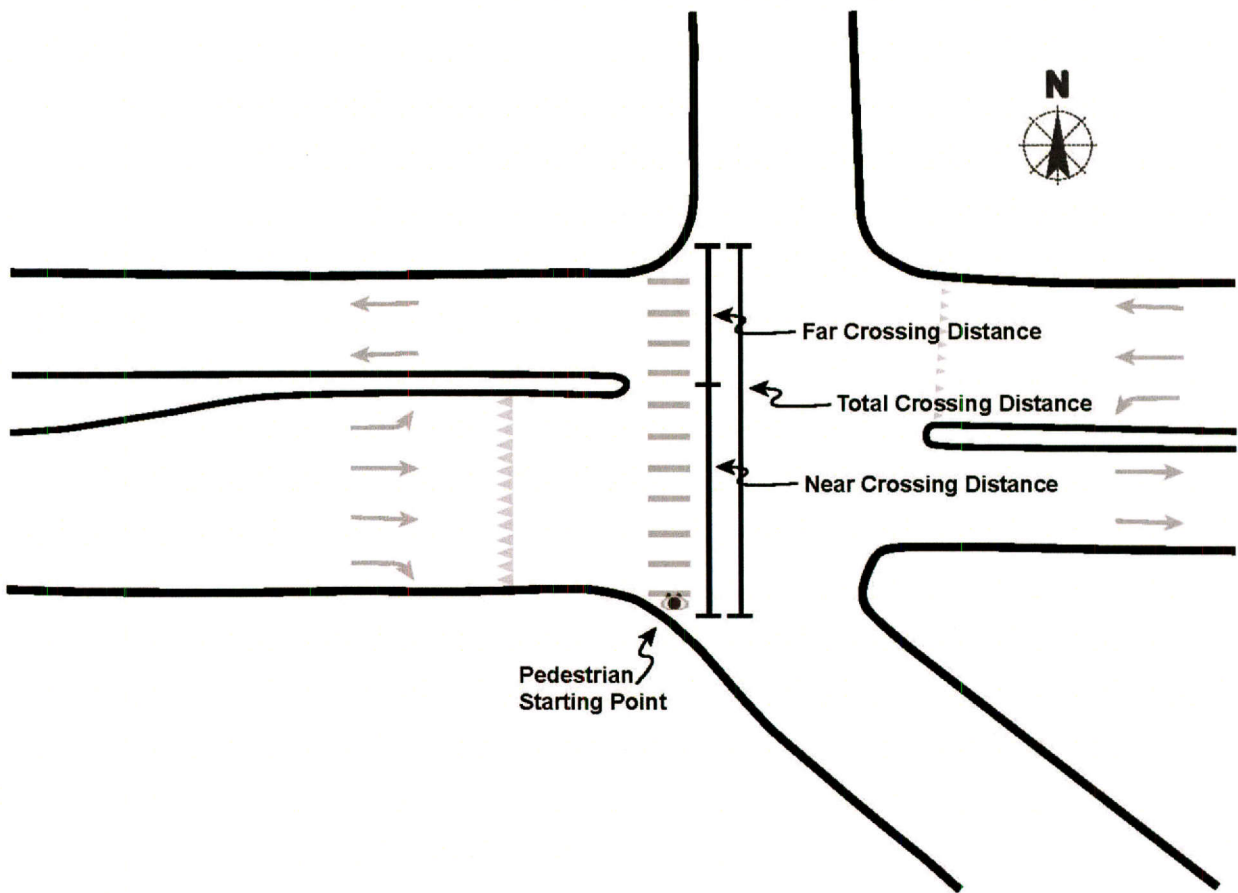 N
Far Crossing Distance
Total Crossing Distance
Near Crossing Distance
Pedestrian
Starting Point